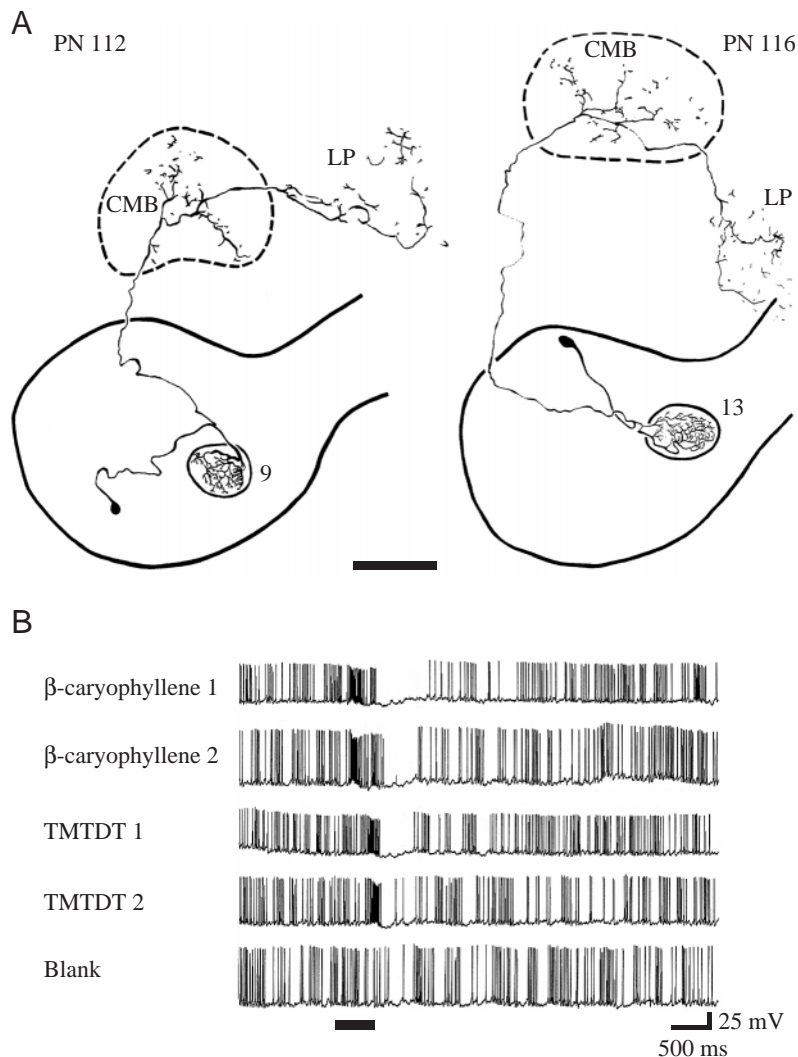 A
PN 112
CMB
LP
9
PN 116
CMB
LP
13
B
β-caryophyllene 1
β-caryophyllene 2
TMTDT 1
TMTDT 2
Blank
25 mV
500 ms